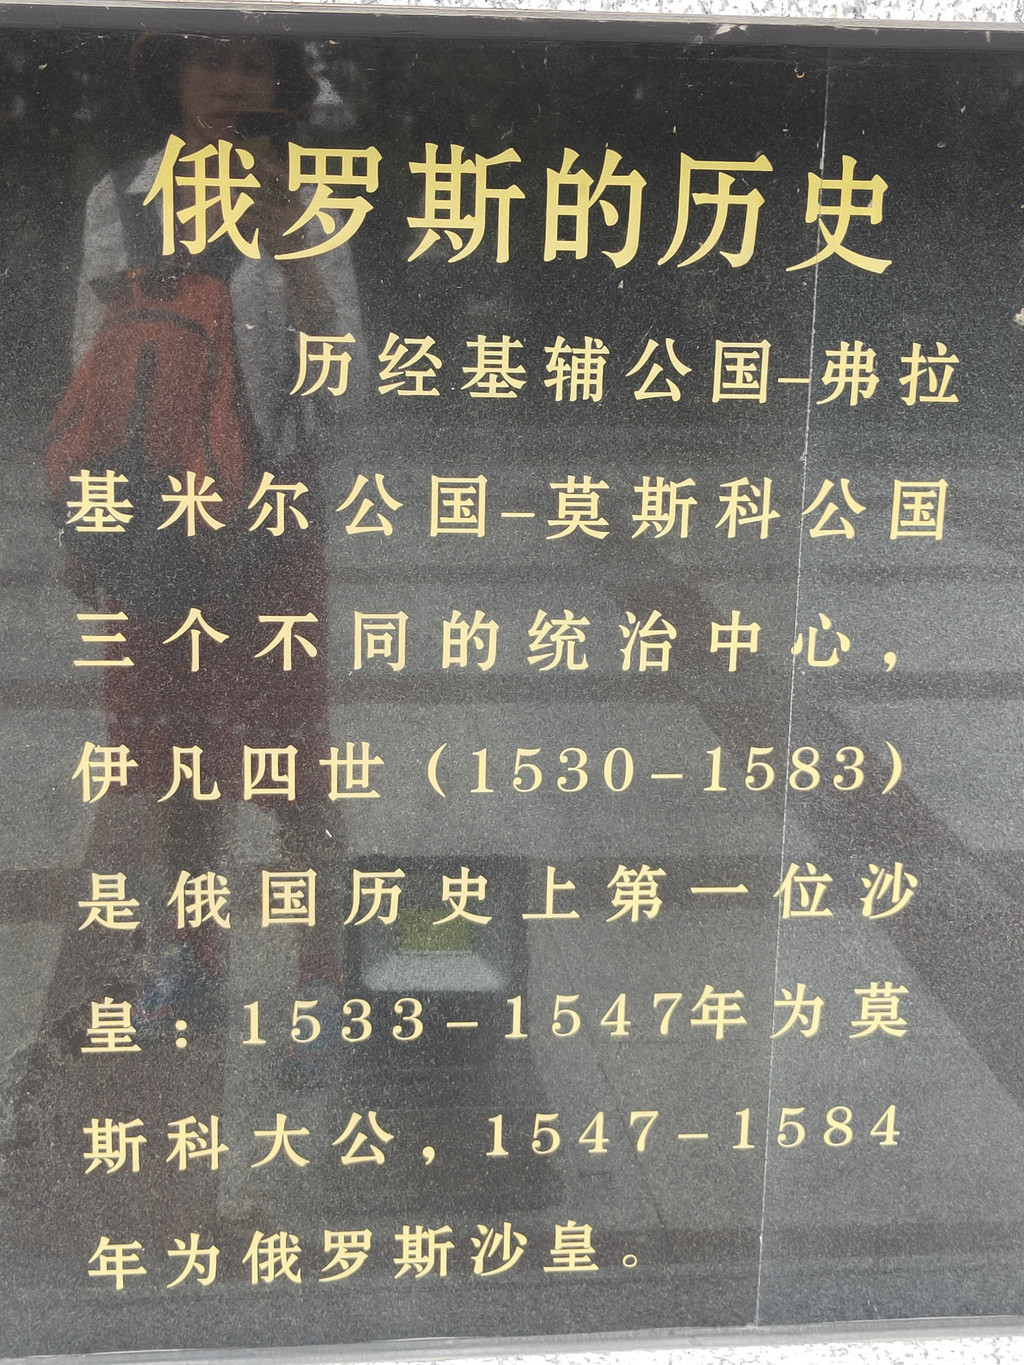 俄罗斯的历史
历经基辅公国–弗拉
基米尔公国–莫斯科公国
三个不同的统治中心，
伊凡四世（1530–1583）
是俄国历史上第一位沙
皇：1533–1547年为莫
斯科大公，1547–1584
年为俄罗斯沙皇。